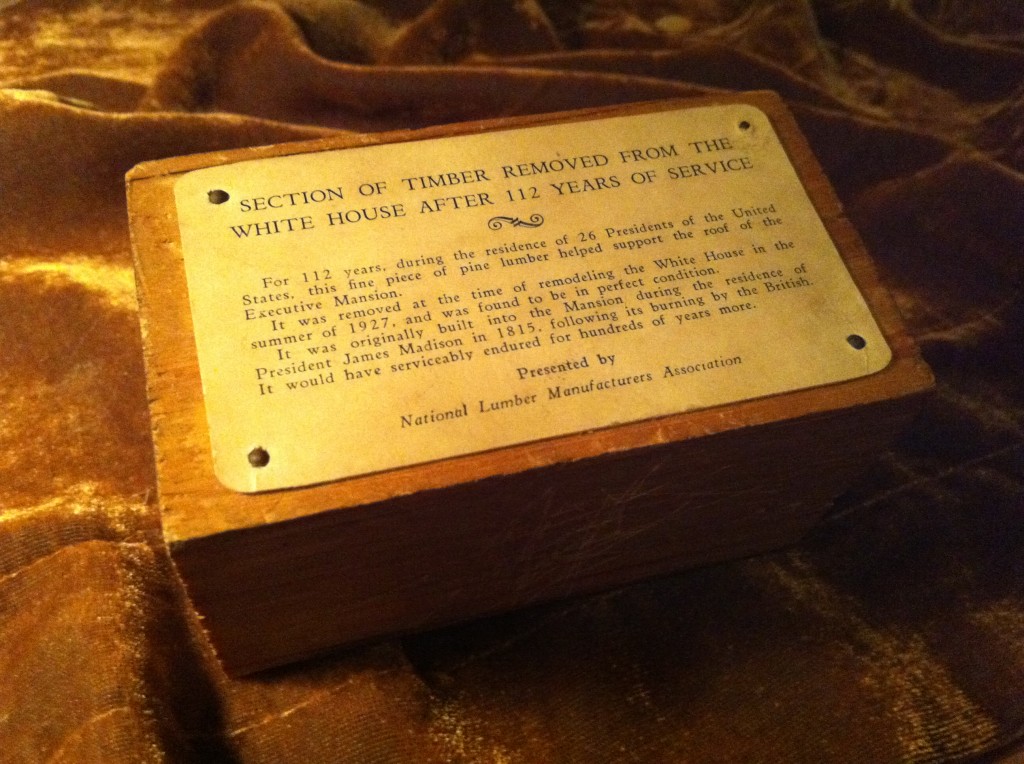 SECTION OF TIMBER REMOVED FROM THE
WHITE HOUSE AFTER 112 YEARS OF SERVICE
For 112 years, during the residence of 26 Presidents of the United
States, this fine piece of pine lumber helped support the roof of the
Executive Mansion.
It was removed at the time of remodeling the White House in the
summer of 1927, and was found to be in perfect condition.
It was originally built into the Mansion during the residence of
President James Madison in 1815, following its burning by the British.
It would have serviceably endured for hundreds of years more.
Presented by
National Lumber Manufacturers Association